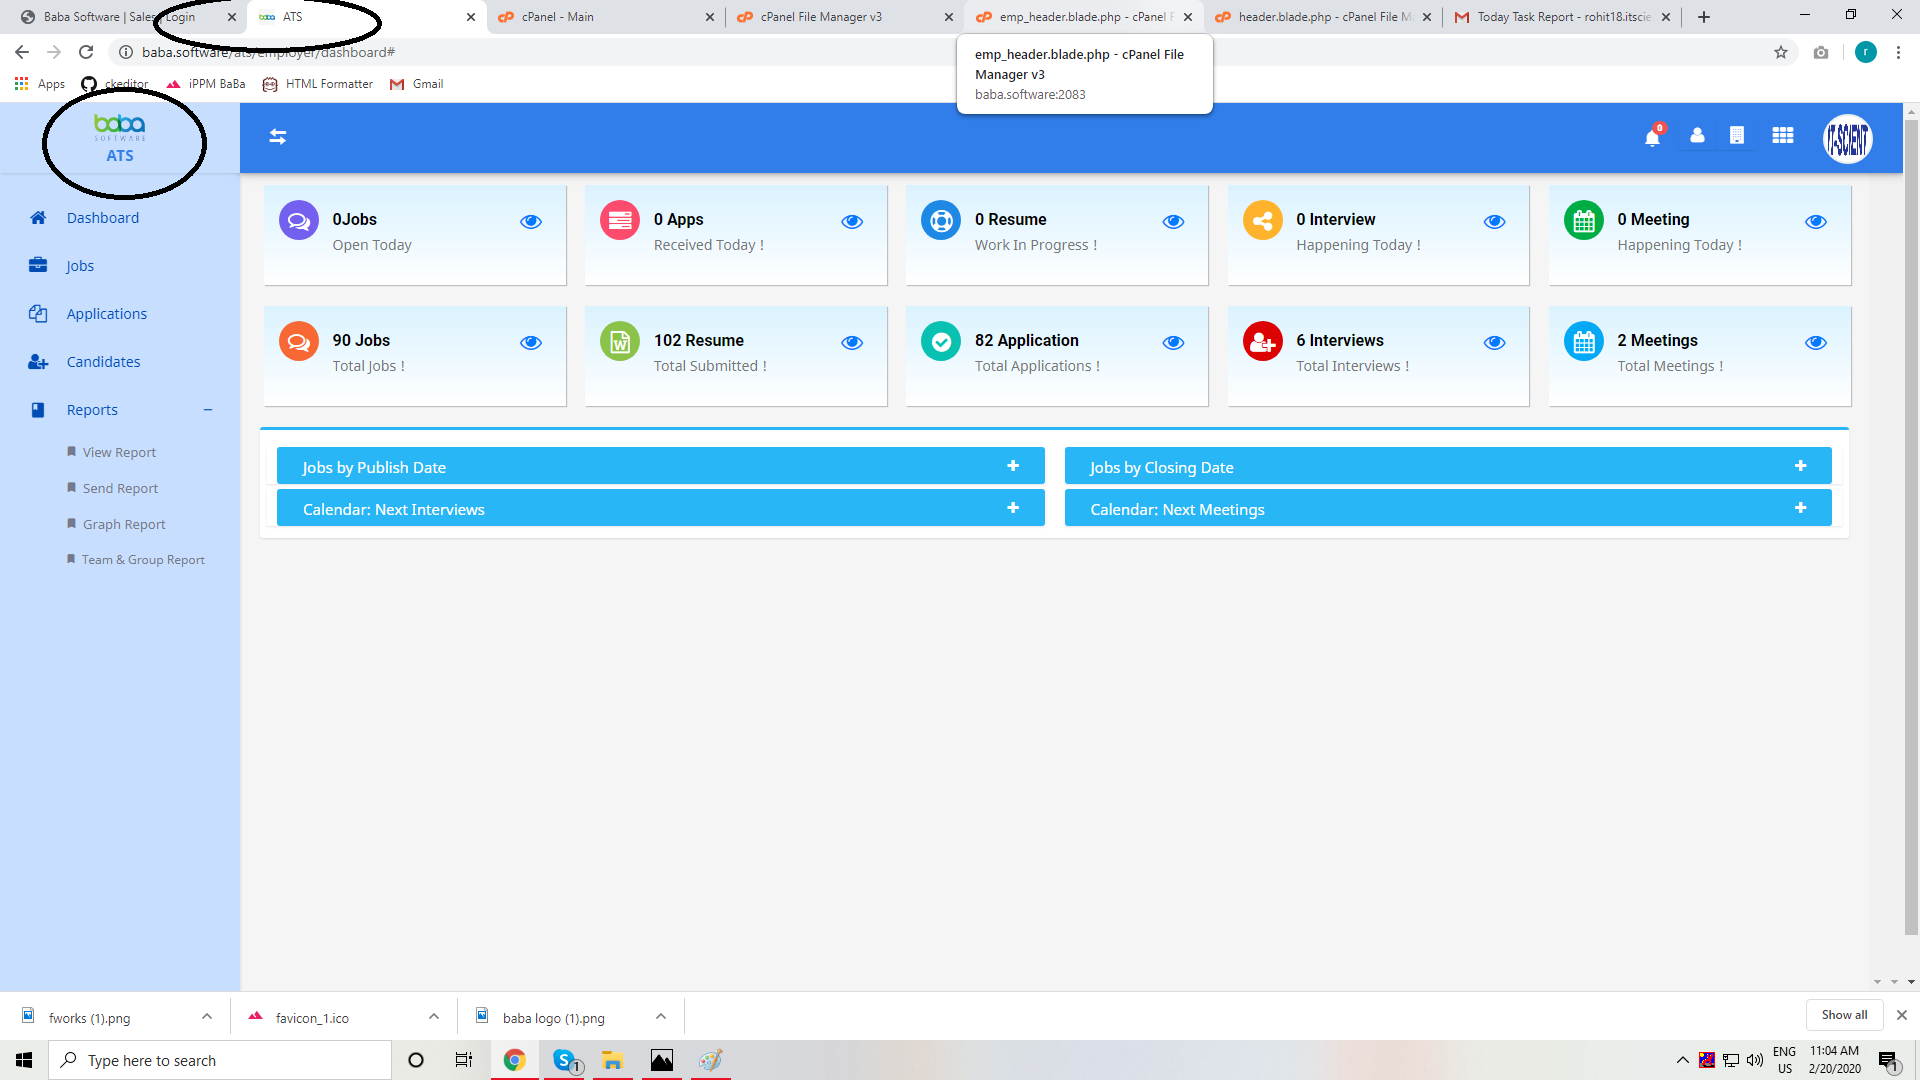 Baba Software | Sales | Login
ATS
cPanel - Main
cPanel File Manager v3
emp_header.blade.php - cPanel F
header.blade.php - cPanel File M
Today Task Report - rohit18.itscie
baba.software/ats/employer/dashboard#
emp_header.blade.php - cPanel File
Manager v3
baba.software:2083
Apps
ckeditor
iPPM BaBa
HTML Formatter
Gmail
baba
SOFTWARE
ATS
0
IT-SCIENT
Dashboard
Jobs
Applications
Candidates
Reports
View Report
Send Report
Graph Report
Team & Group Report
0Jobs
Open Today
0 Apps
Received Today !
0 Resume
Work In Progress !
0 Interview
Happening Today !
0 Meeting
Happening Today !
90 Jobs
Total Jobs !
102 Resume
Total Submitted !
82 Application
Total Applications !
6 Interviews
Total Interviews !
2 Meetings
Total Meetings !
Jobs by Publish Date
Jobs by Closing Date
Calendar: Next Interviews
Calendar: Next Meetings
fworks (1).png
favicon_1.ico
baba logo (1).png
Show all
Type here to search
1
ENG
US
11:04 AM
2/20/2020
1